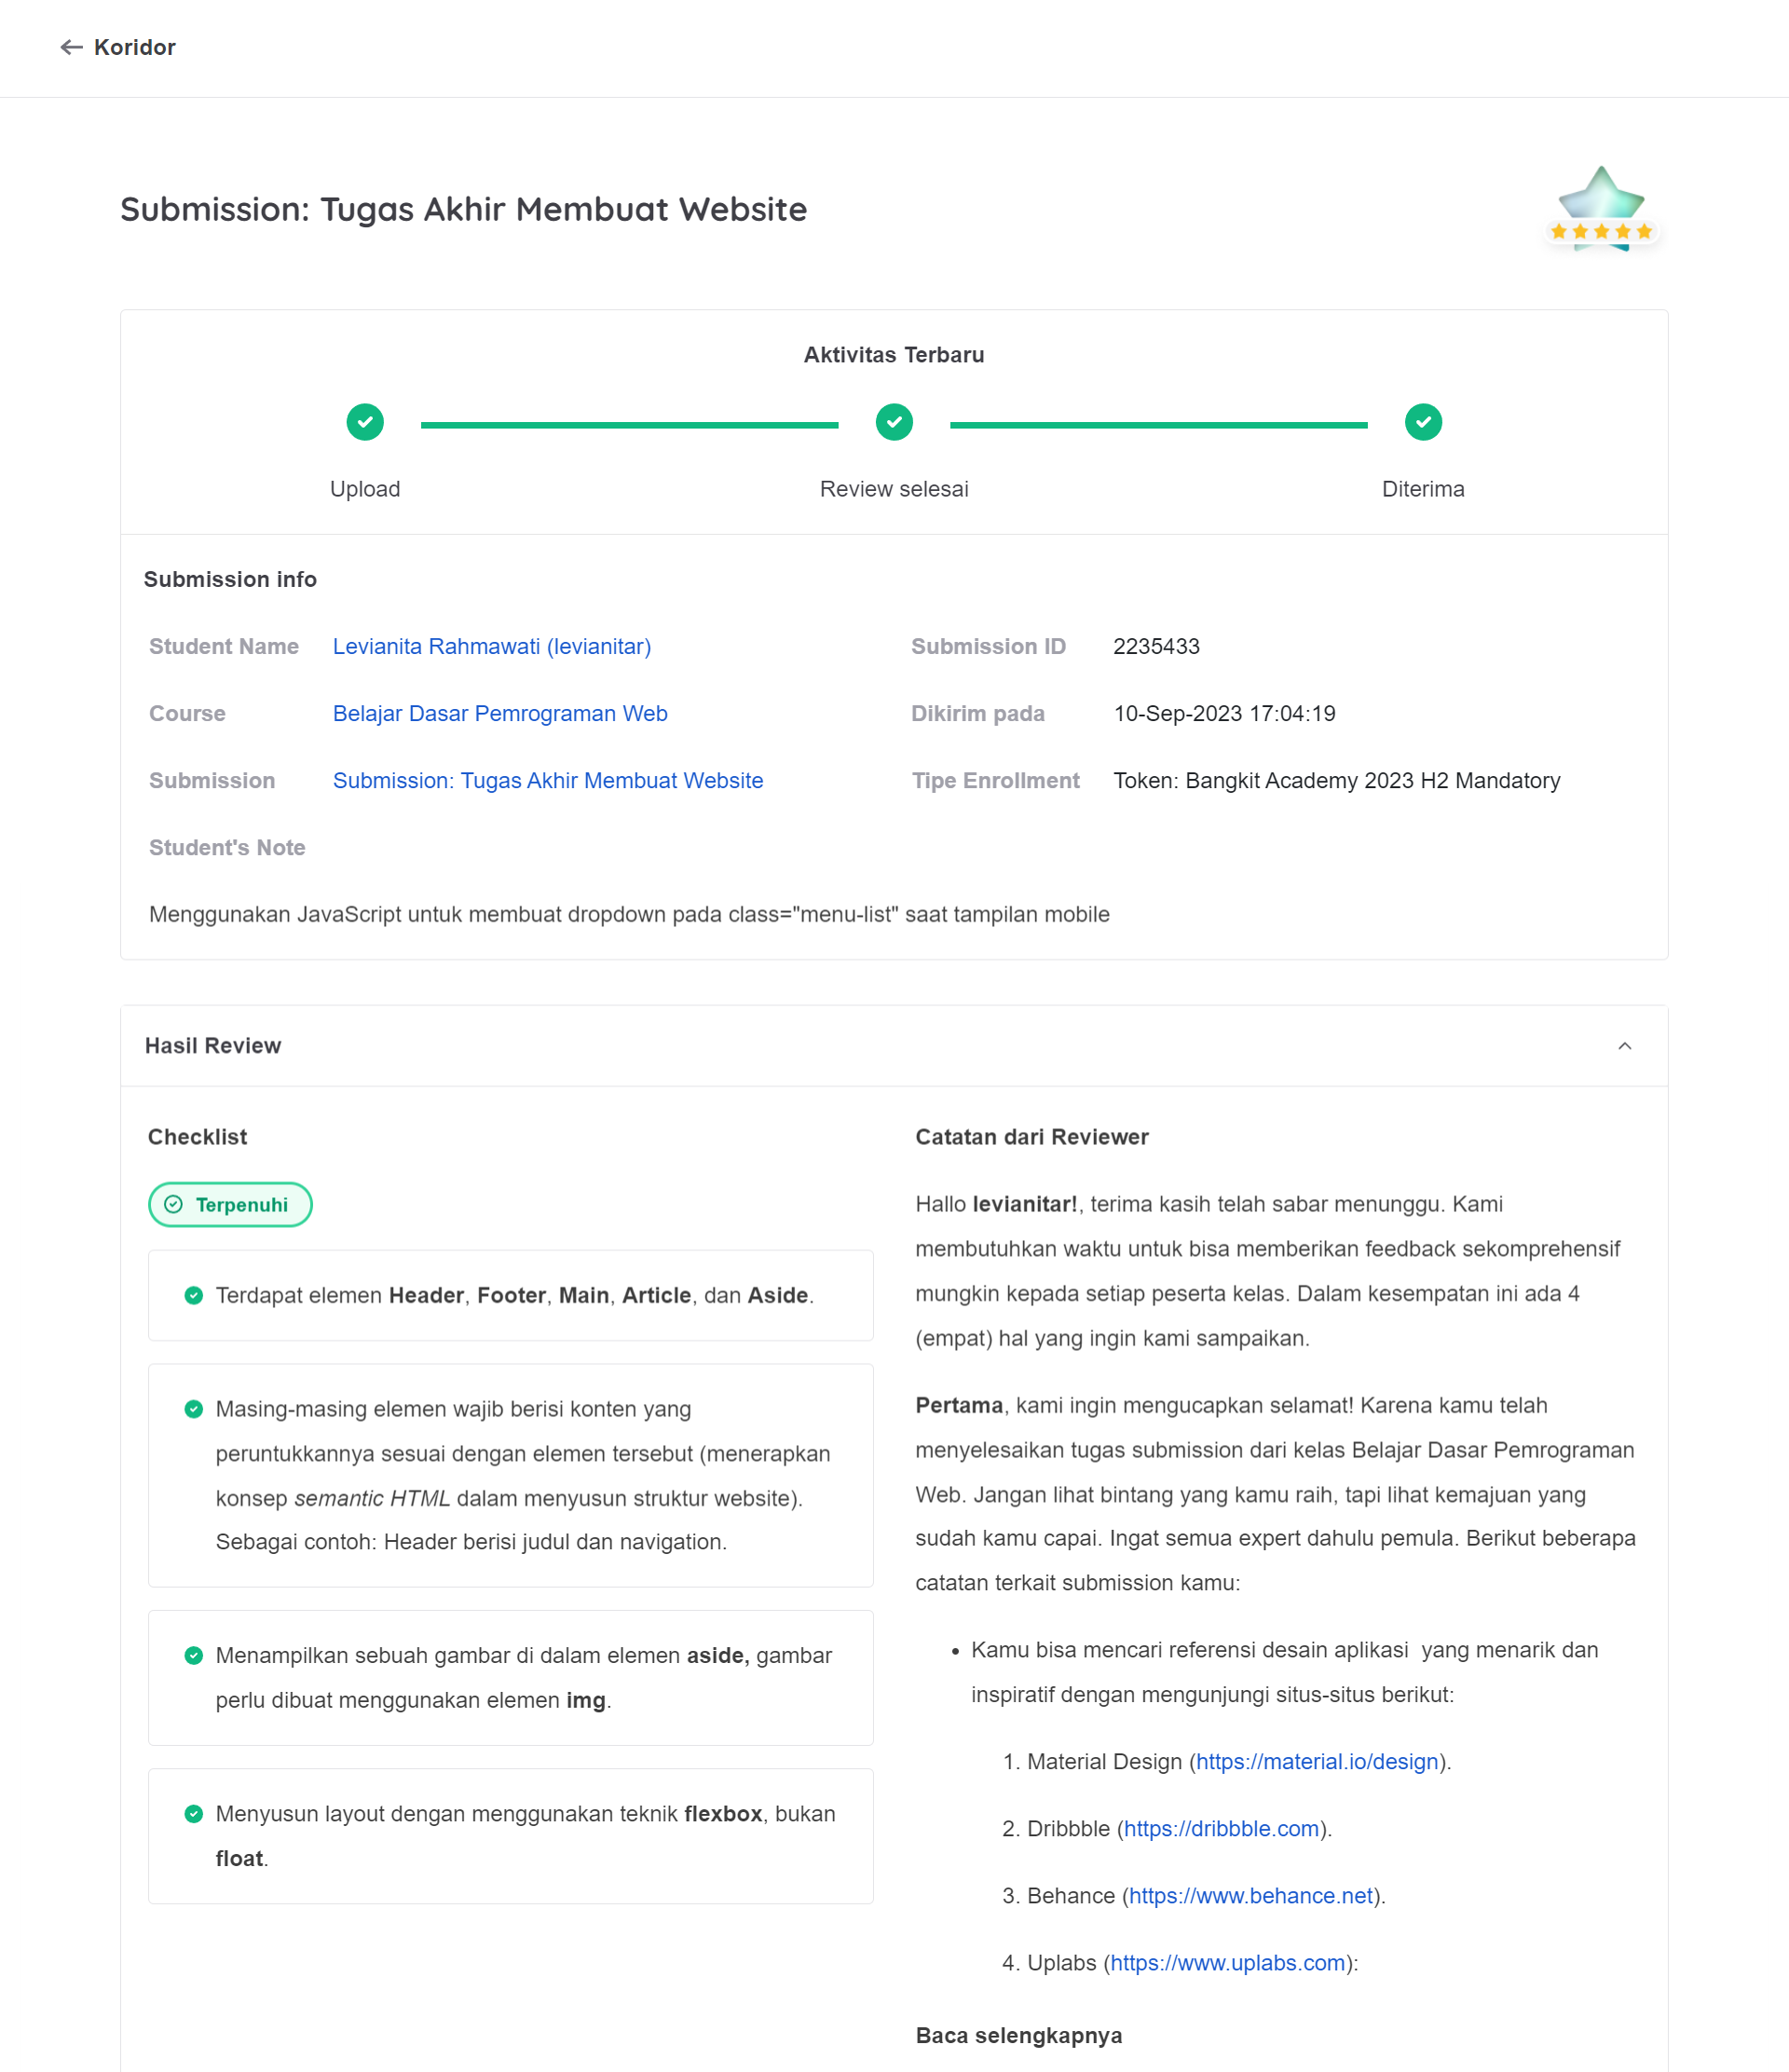 Koridor
Submission: Tugas Akhir Membuat Website
Aktivitas Terbaru
Upload
Review selesai
Diterima
Submission info
Student Name Levianita Rahmawati (levianitar) Submission ID 2235433
Course Belajar Dasar Pemrograman Web Dikirim pada 10-Sep-2023 17:04:19
Submission Submission: Tugas Akhir Membuat Website Tipe Enrollment Token: Bangkit Academy 2023 H2 Mandatory
Student's Note
Menggunakan JavaScript untuk membuat dropdown pada class="menu-list" saat tampilan mobile
Hasil Review
Checklist
Terpenuhi
Terdapat elemen Header, Footer, Main, Article, dan Aside.
Masing-masing elemen wajib berisi konten yang
peruntukkannya sesuai dengan elemen tersebut (menerapkan
konsep semantic HTML dalam menyusun struktur website).
Sebagai contoh: Header berisi judul dan navigation.
Menampilkan sebuah gambar di dalam elemen aside, gambar
perlu dibuat menggunakan elemen img.
Menyusun layout dengan menggunakan teknik flexbox, bukan
float.
Catatan dari Reviewer
Hallo levianitar!, terima kasih telah sabar menunggu. Kami
membutuhkan waktu untuk bisa memberikan feedback sekomprehensif
mungkin kepada setiap peserta kelas. Dalam kesempatan ini ada 4
(empat) hal yang ingin kami sampaikan.
Pertama, kami ingin mengucapkan selamat! Karena kamu telah
menyelesaikan tugas submission dari kelas Belajar Dasar Pemrograman
Web. Jangan lihat bintang yang kamu raih, tapi lihat kemajuan yang
sudah kamu capai. Ingat semua expert dahulu pemula. Berikut beberapa
catatan terkait submission kamu:
• Kamu bisa mencari referensi desain aplikasi  yang menarik dan
inspiratif dengan mengunjungi situs-situs berikut:
1. Material Design (https://material.io/design).
2. Dribbble (https://dribbble.com).
3. Behance (https://www.behance.net).
4. Uplabs (https://www.uplabs.com):
Baca selengkapnya